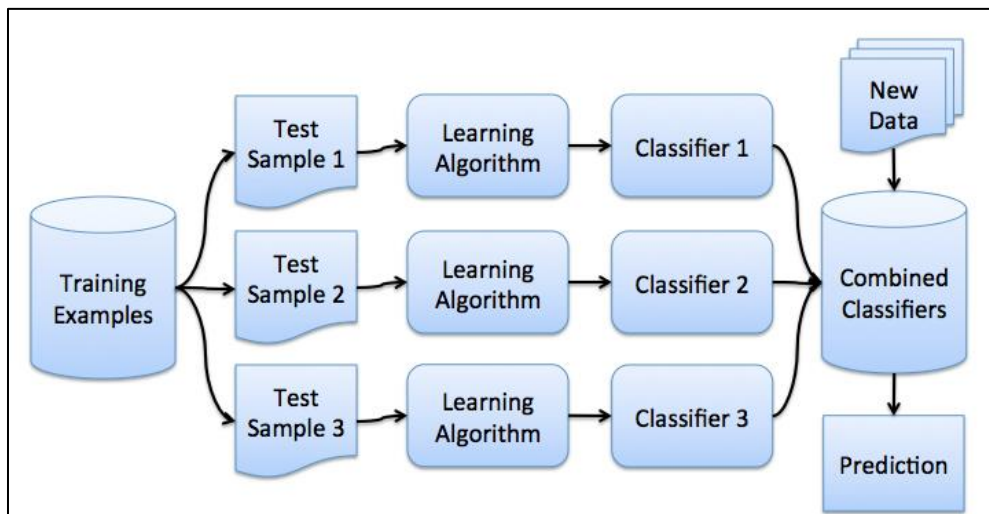 Training
Examples
Test
Sample 1
Learning
Algorithm
Classifier 1
Test
Sample 2
Learning
Algorithm
Classifier 2
Test
Sample 3
Learning
Algorithm
Classifier 3
New
Data
Combined
Classifiers
Prediction